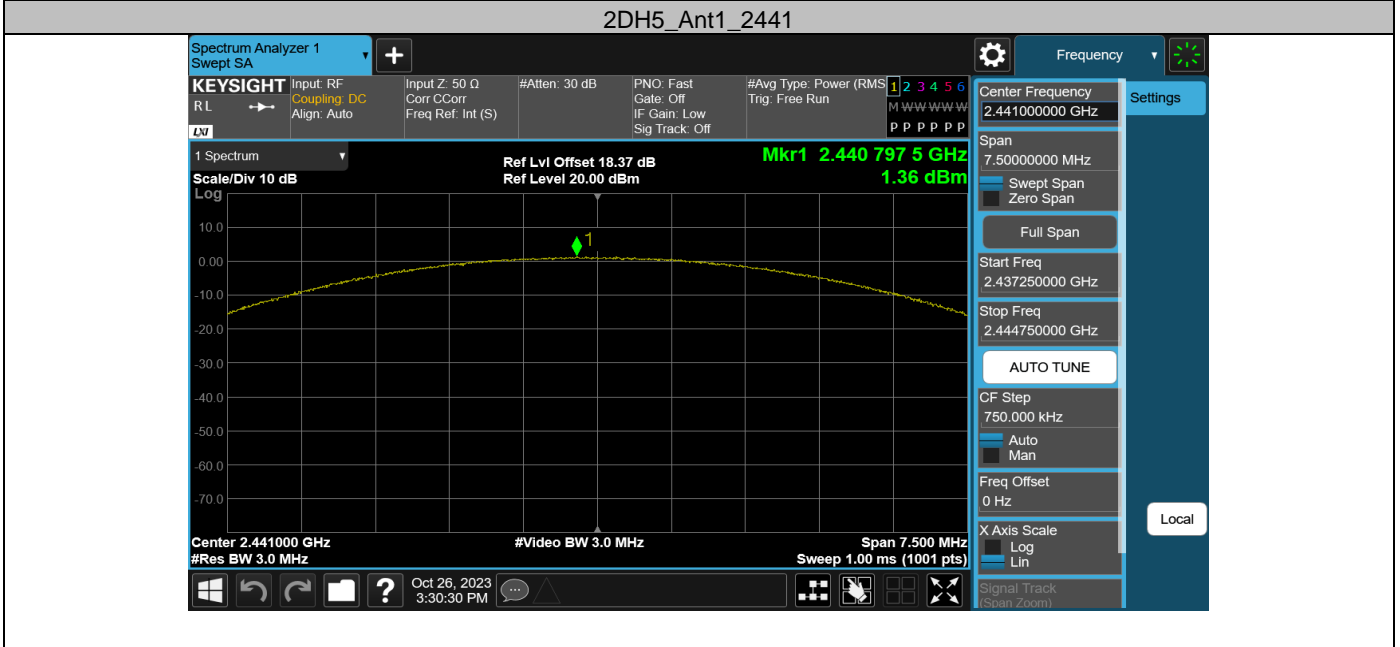 2DH5_Ant1_2441
Spectrum Analyzer 1
Swept SA
+
Frequency
KEYSIGHT
R L
LXI
Input: RF
Coupling: DC
Align: Auto
Input Z: 50 Ω
Corr CCorr
Freq Ref: Int (S)
#Atten: 30 dB
PNO: Fast
Gate: Off
IF Gain: Low
Sig Track: Off
#Avg Type: Power (RMS
Trig: Free Run
1 2 3 4 5 6
M W W W W W
P P P P P P
1 Spectrum
Scale/Div 10 dB
Ref Lvl Offset 18.37 dB
Ref Level 20.00 dBm
Mkr1 2.440 797 5 GHz
1.36 dBm
Log
10.0
0.00
-10.0
-20.0
-30.0
-40.0
-50.0
-60.0
-70.0
1
Center 2.441000 GHz
#Res BW 3.0 MHz
#Video BW 3.0 MHz
Span 7.500 MHz
Sweep 1.00 ms (1001 pts)
Center Frequency
2.441000000 GHz
Span
7.50000000 MHz
Swept Span
Zero Span
Full Span
Start Freq
2.437250000 GHz
Stop Freq
2.444750000 GHz
AUTO TUNE
CF Step
750.000 kHz
Auto
Man
Freq Offset
0 Hz
X Axis Scale
Log
Lin
Signal Track
(Span Zoom)
Settings
Local
?
Oct 26, 2023
3:30:30 PM